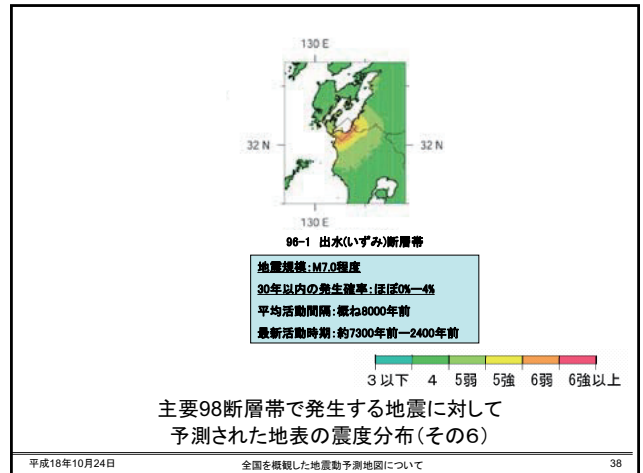 130 E
32 N
32 N
130 E
96-1 出水(いずみ)断層帯
地震規模:M7.0程度
30年以内の発生確率:ほぼ0%ー4%
平均活動間隔:概ね8000年前
最新活動時期:約7300年前ー2400年前
3以下 4 5弱 5強 6弱 6強以上
主要98断層帯で発生する地震に対して
予測された地表の震度分布(その6)
平成18年10月24日 全国を概観した地震動予測地図について 38